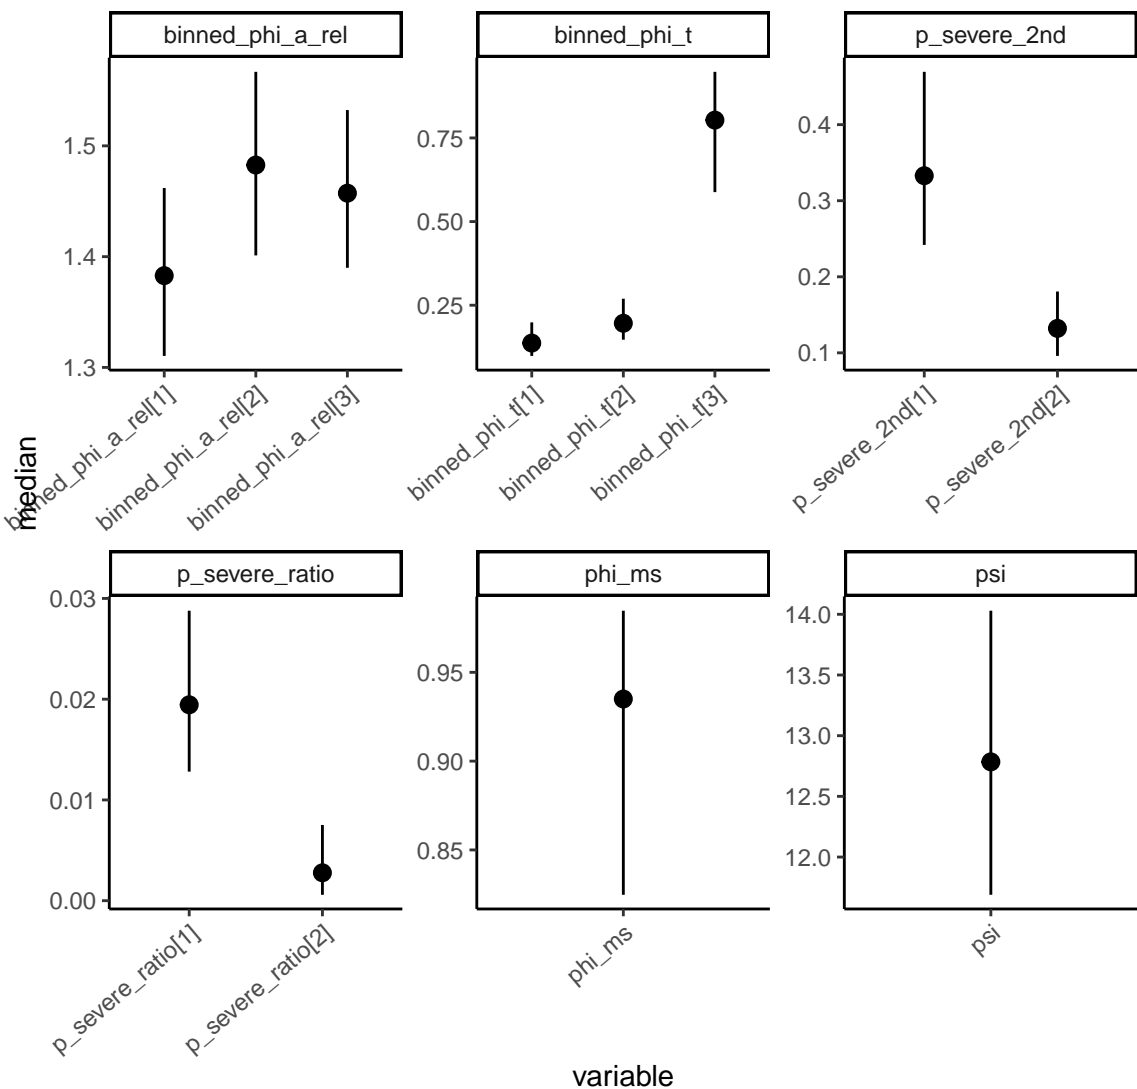 binned_phi_a_rel
binned_phi_t
p_severe_2nd
1.5
1.4
1.3
0.75
0.50
0.25
0.4
0.3
0.2
0.1
binned_phi_a_rel[1]
binned_phi_a_rel[2]
binned_phi_a_rel[3]
binned_phi_t[1]
binned_phi_t[2]
binned_phi_t[3]
p_severe_2nd[1]
p_severe_2nd[2]
median
p_severe_ratio
phi_ms
psi
0.03
0.02
0.01
0.00
0.95
0.90
0.85
14.0
13.5
13.0
12.5
12.0
p_severe_ratio[1]
p_severe_ratio[2]
phi_ms
psi
variable